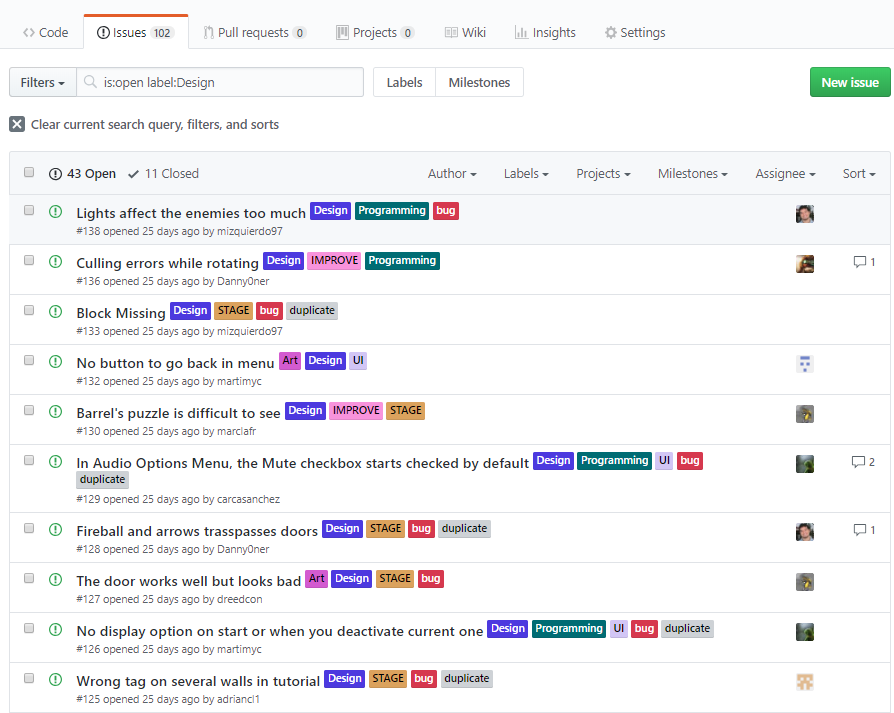 Code Issues 102 Pull requests 0 Projects 0 Wiki Insights Settings
Filters is:open label:Design Labels Milestones New issue
Clear current search query, filters, and sorts
43 Open 11 Closed Author Labels Projects Milestones Assignee Sort
Lights affect the enemies too much Design Programming bug
#138 opened 25 days ago by mizquierdo97
Culling errors while rotating Design IMPROVE Programming 1
#136 opened 25 days ago by Danny0ner
Block Missing Design STAGE bug duplicate
#133 opened 25 days ago by mizquierdo97
No button to go back in menu Art Design UI
#132 opened 25 days ago by martimyc
Barrel's puzzle is difficult to see Design IMPROVE STAGE
#130 opened 25 days ago by marclafr
In Audio Options Menu, the Mute checkbox starts checked by default Design Programming UI bug 2
duplicate
#129 opened 25 days ago by carcasanchez
Fireball and arrows trasspasses doors Design STAGE bug duplicate 1
#128 opened 25 days ago by Danny0ner
The door works well but looks bad Art Design STAGE bug
#127 opened 25 days ago by dreedcon
No display option on start or when you deactivate current one Design Programming UI bug duplicate
#126 opened 25 days ago by martimyc
Wrong tag on several walls in tutorial Design STAGE bug duplicate
#125 opened 25 days ago by adriancl1